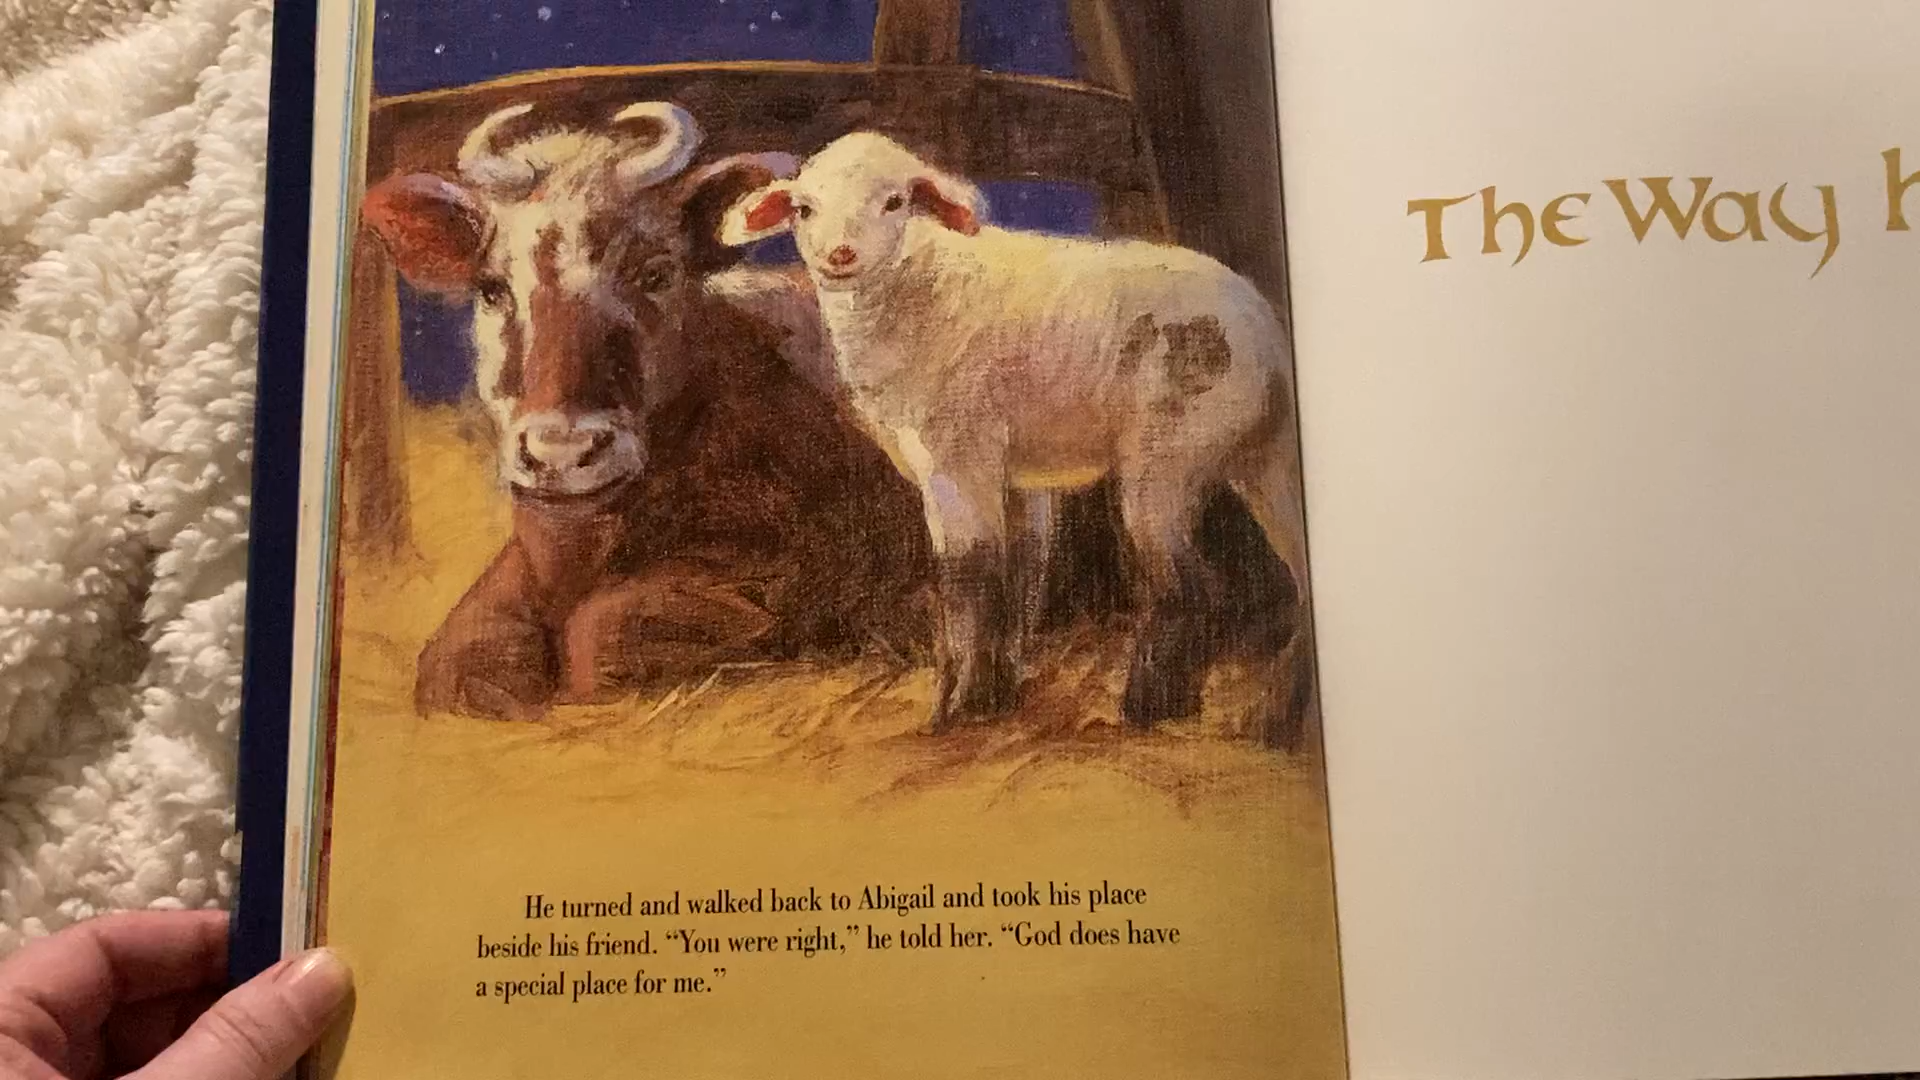 He turned and walked back to Abigail and took his place
beside his friend. “You were right,” he told her. “God does have
a special place for me.”
The Way